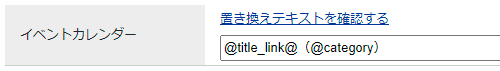 イベントカレンダー
置き換えテキストを確認する
@title_link@（@category）